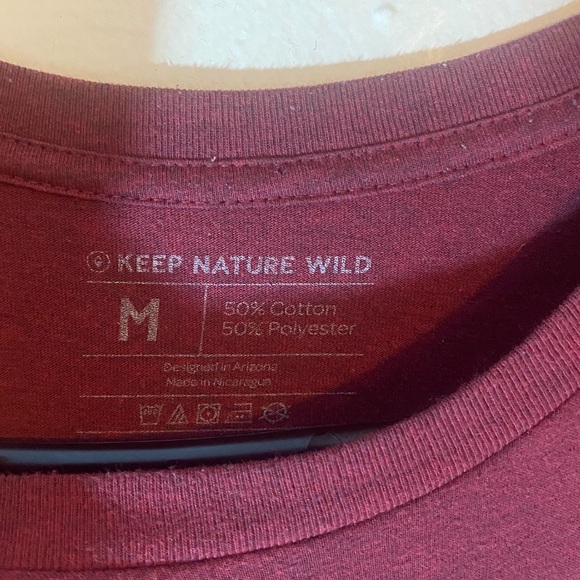 KEEP NATURE WILD
M
50% Cotton
50% Polyester
Designed in Arizona
Made in Nicaragua